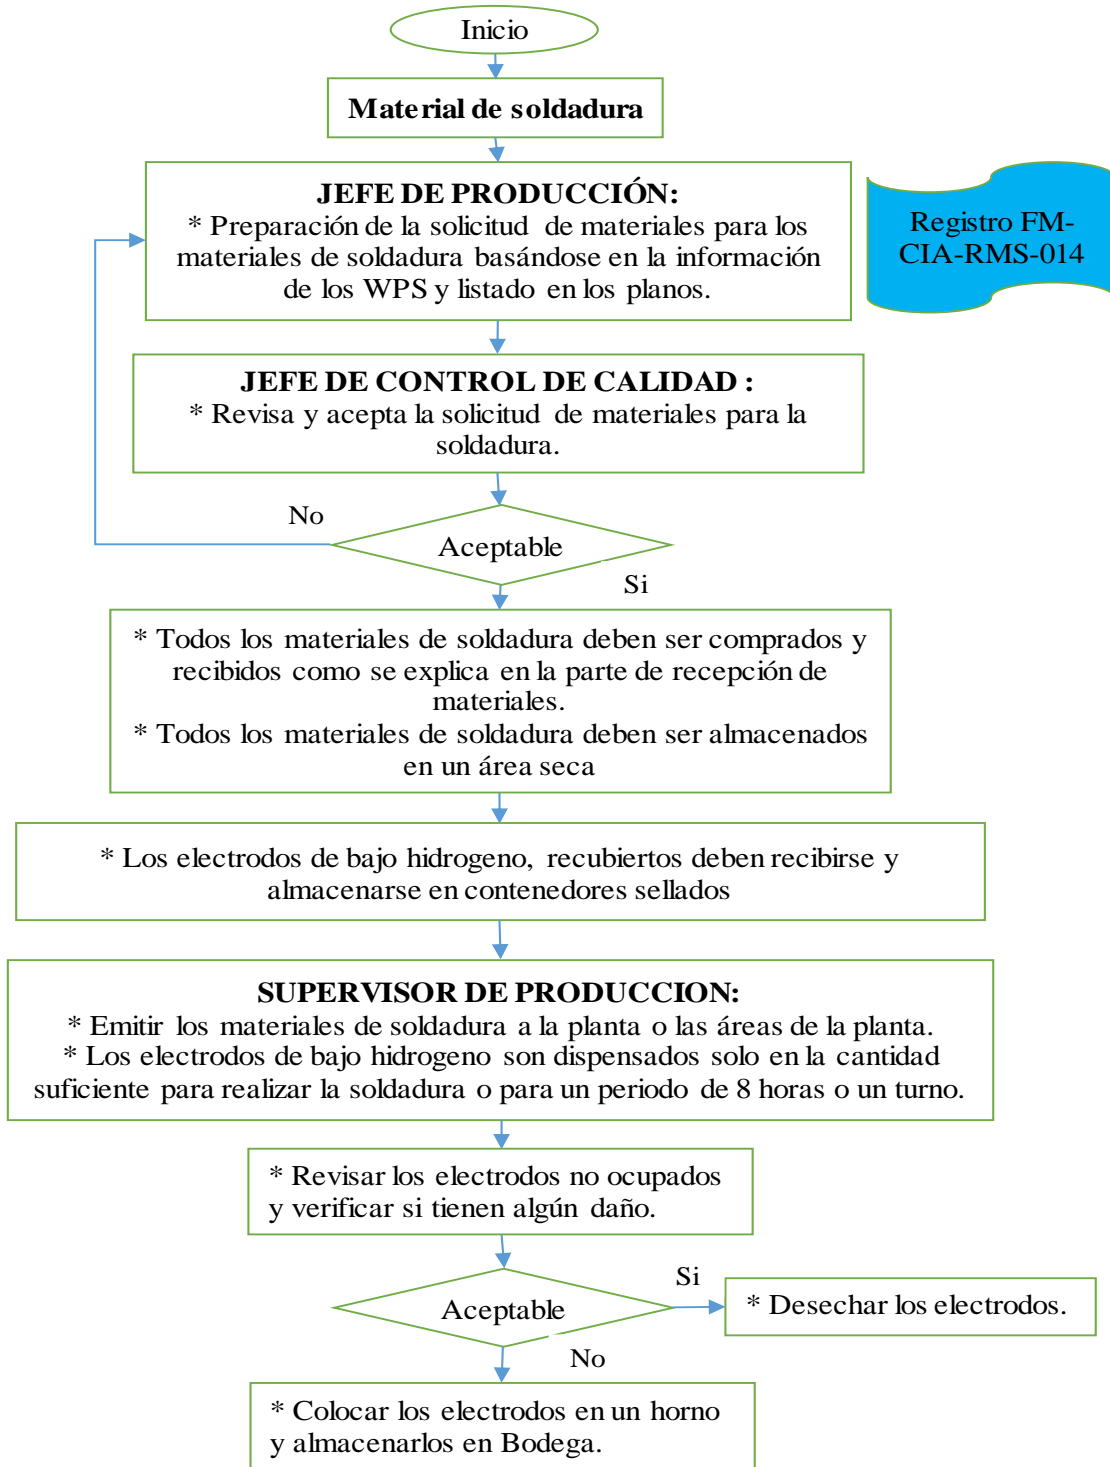 Inicio
Material de soldadura
JEFE DE PRODUCCIÓN:
* Preparación de la solicitud de materiales para los
materiales de soldadura basándose en la información
de los WPS y listado en los planos.
Registro FM-
CIA-RMS-014
JEFE DE CONTROL DE CALIDAD :
* Revisa y acepta la solicitud de materiales para la
soldadura.
No
Aceptable
Si
* Todos los materiales de soldadura deben ser comprados y
recibidos como se explica en la parte de recepción de
materiales.
* Todos los materiales de soldadura deben ser almacenados
en un área seca
* Los electrodos de bajo hidrogeno, recubiertos deben recibirse y
almacenarse en contenedores sellados
SUPERVISOR DE PRODUCCION:
* Emitir los materiales de soldadura a la planta o las áreas de la planta.
* Los electrodos de bajo hidrogeno son dispensados solo en la cantidad
suficiente para realizar la soldadura o para un periodo de 8 horas o un turno.
* Revisar los electrodos no ocupados
y verificar si tienen algún daño.
Si
Aceptable
* Desechar los electrodos.
No
* Colocar los electrodos en un horno
y almacenarlos en Bodega.